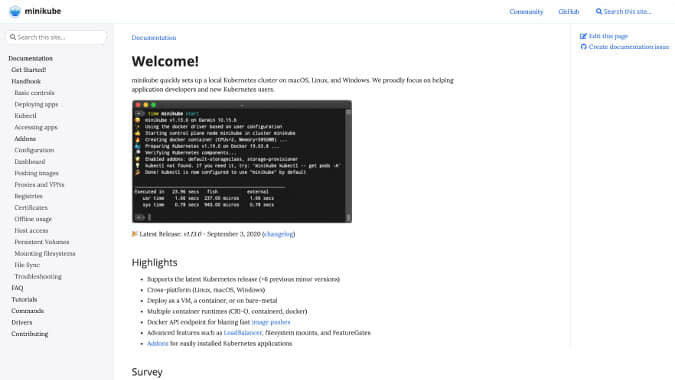 minikube
Community
GitHub
Search this site...
Search this site...
Documentation
Get Started!
Handbook
Basic controls
Deploying apps
Kubectl
Accessing apps
Addons
Configuration
Dashboard
Pushing images
Proxies and VPNs
Registries
Certificates
Offline usage
Host access
Persistent Volumes
Mounting filesystems
File Sync
Troubleshooting
FAQ
Tutorials
Commands
Drivers
Contributing
Documentation
Welcome!
minikube quickly sets up a local Kubernetes cluster on macOS, Linux, and Windows. We proudly focus on helping
application developers and new Kubernetes users.
time minikube start
minikube v1.13.0 on Darwin 10.15.6
Using the docker driver based on user configuration
Starting control plane node minikube in cluster minikube
Creating docker container (CPUs=2, Memory=3892MB) ...
Preparing Kubernetes v1.19.0 on Docker 19.03.8 ...
Verifying Kubernetes components...
Enabled addons: default-storageclass, storage-provisioner
kubectl not found. If you need it, try: 'minikube kubectl -- get pods -A'
Done! kubectl is now configured to use "minikube" by default
Executed in 23.96 secs fish external
usr time 1.66 secs 237.00 micros 1.66 secs
sys time 0.78 secs 943.00 micros 0.78 secs
Latest Release: v1.13.0 - September 3, 2020 (changelog)
Highlights
• Supports the latest Kubernetes release (+6 previous minor versions)
• Cross-platform (Linux, macOS, Windows)
• Deploy as a VM, a container, or on bare-metal
• Multiple container runtimes (CRI-O, containerd, docker)
• Docker API endpoint for blazing fast image pushes
• Advanced features such as LoadBalancer, filesystem mounts, and FeatureGates
• Addons for easily installed Kubernetes applications
Survey
Edit this page
Create documentation issue